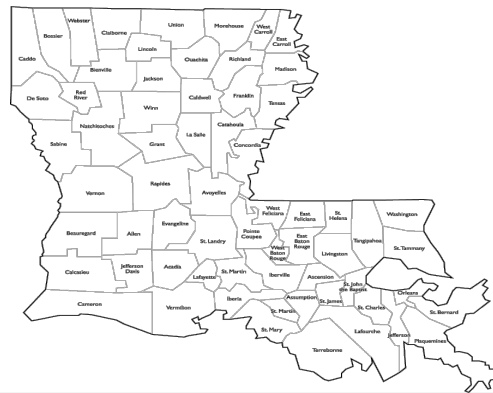 Webster
Claiborne
Union
Morehouse
West
Carroll
East
Carroll
Bossier
Lincoln
Caddo
Bienville
Ouachita
Richland
Madison
Jackson
De Soto
Red
River
Caldwell
Franklin
Tensas
Winn
Natchitoches
La Salle
Catahoula
Sabine
Grant
Concordia
Vernon
Rapides
Avoyelles
West
Feliciana
East
Feliciana
St.
Helena
Washington
Beauregard
Allen
Evangeline
St. Landry
Pointe
Coupee
West
Baton
Rouge
East
Baton
Rouge
Livingston
Tangipahoa
St. Tammany
Calcasieu
Jefferson
Davis
Acadia
Lafayette
St. Martin
Iberville
Ascension
St. John
the Baptist
Orleans
Cameron
Vermilion
Iberia
Assumption
St. James
St. Charles
St. Bernard
St. Martin
St. Mary
Lafourche
Jefferson
Plaquemines
Terrebonne